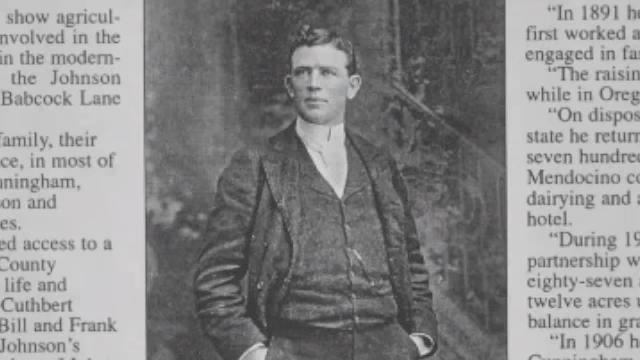 show agricul-
nvolved in the
in the modern-
the Johnson
Babcock Lane
family, their
ce, in most of
nningham,
son and
es.
ed access to a
County
life and
Cuthbert
Bill and Frank
Johnson's
"In 1891 he
first worked a
engaged in far
"The raisin
while in Oreg
"On dispos
state he return
seven hundred
Mendocino co
dairying and a
hotel.
"During 19
partnership w
eighty-seven a
twelve acres
balance in gra
"In 1906 h